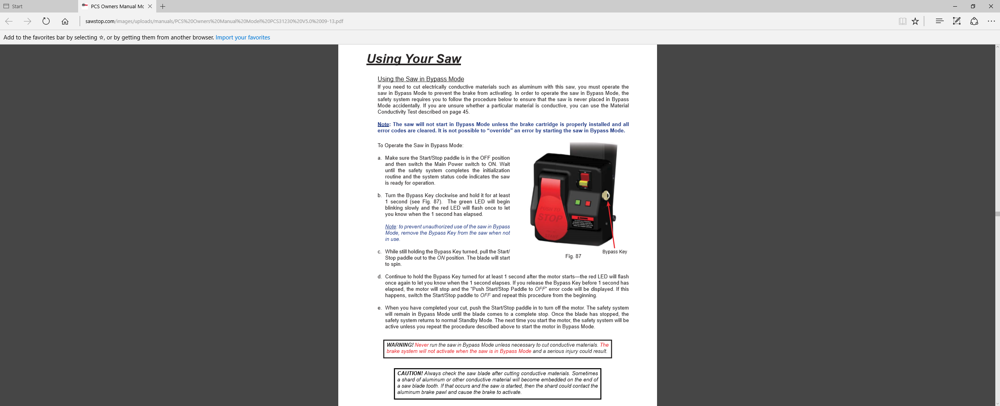 Start
PCS Owners Manual Mc
sawstop.com/images/uploads/manuals/PCS%20Owners%20Manual%20Model%20PCS31230%20V5.0%2009-13.pdf
Add to the favorites bar by selecting ☆, or by getting them from another browser. Import your favorites
Using Your Saw
Using the Saw in Bypass Mode
If you need to cut electrically conductive materials such as aluminum with this saw, you must operate the
saw in Bypass Mode to prevent the brake from activating. In order to operate the saw in Bypass Mode, the
safety system requires you to follow the procedure below to ensure that the saw is never placed in Bypass
Mode accidentally. If you are unsure whether a particular material is conductive, you can use the Material
Conductivity Test described on page 45.
Note: The saw will not start in Bypass Mode unless the brake cartridge is properly installed and all
error codes are cleared. It is not possible to “override” an error by starting the saw in Bypass Mode.
To Operate the Saw in Bypass Mode:
a. Make sure the Start/Stop paddle is in the OFF position
and then switch the Main Power switch to ON. Wait
until the safety system completes the initialization
routine and the system status code indicates the saw
is ready for operation.
b. Turn the Bypass Key clockwise and hold it for at least
1 second (see Fig. 87). The green LED will begin
blinking slowly and the red LED will flash once to let
you know when the 1 second has elapsed.
Note: to prevent unauthorized use of the saw in Bypass
Mode, remove the Bypass Key from the saw when not
in use.
c. While still holding the Bypass Key turned, pull the Start/
Stop paddle out to the ON position. The blade will start
to spin.
PUSH TO
STOP
START
WARNING
Bypass Key
Fig. 87
d. Continue to hold the Bypass Key turned for at least 1 second after the motor starts—the red LED will flash
once again to let you know when the 1 second elapses. If you release the Bypass Key before 1 second has
elapsed, the motor will stop and the “Push Start/Stop Paddle to OFF” error code will be displayed. If this
happens, switch the Start/Stop paddle to OFF and repeat this procedure from the beginning.
e. When you have completed your cut, push the Start/Stop paddle in to turn off the motor. The safety system
will remain in Bypass Mode until the blade comes to a complete stop. Once the blade has stopped, the
safety system returns to normal Standby Mode. The next time you start the motor, the safety system will be
active unless you repeat the procedure described above to start the motor in Bypass Mode.
WARNING! Never run the saw in Bypass Mode unless necessary to cut conductive materials. The
brake system will not activate when the saw is in Bypass Mode and a serious injury could result.
CAUTION! Always check the saw blade after cutting conductive materials. Sometimes
a shard of aluminum or other conductive material will become embedded on the end of
a saw blade tooth. If that occurs and the saw is started, then the shard could contact the
aluminum brake pawl and cause the brake to activate.